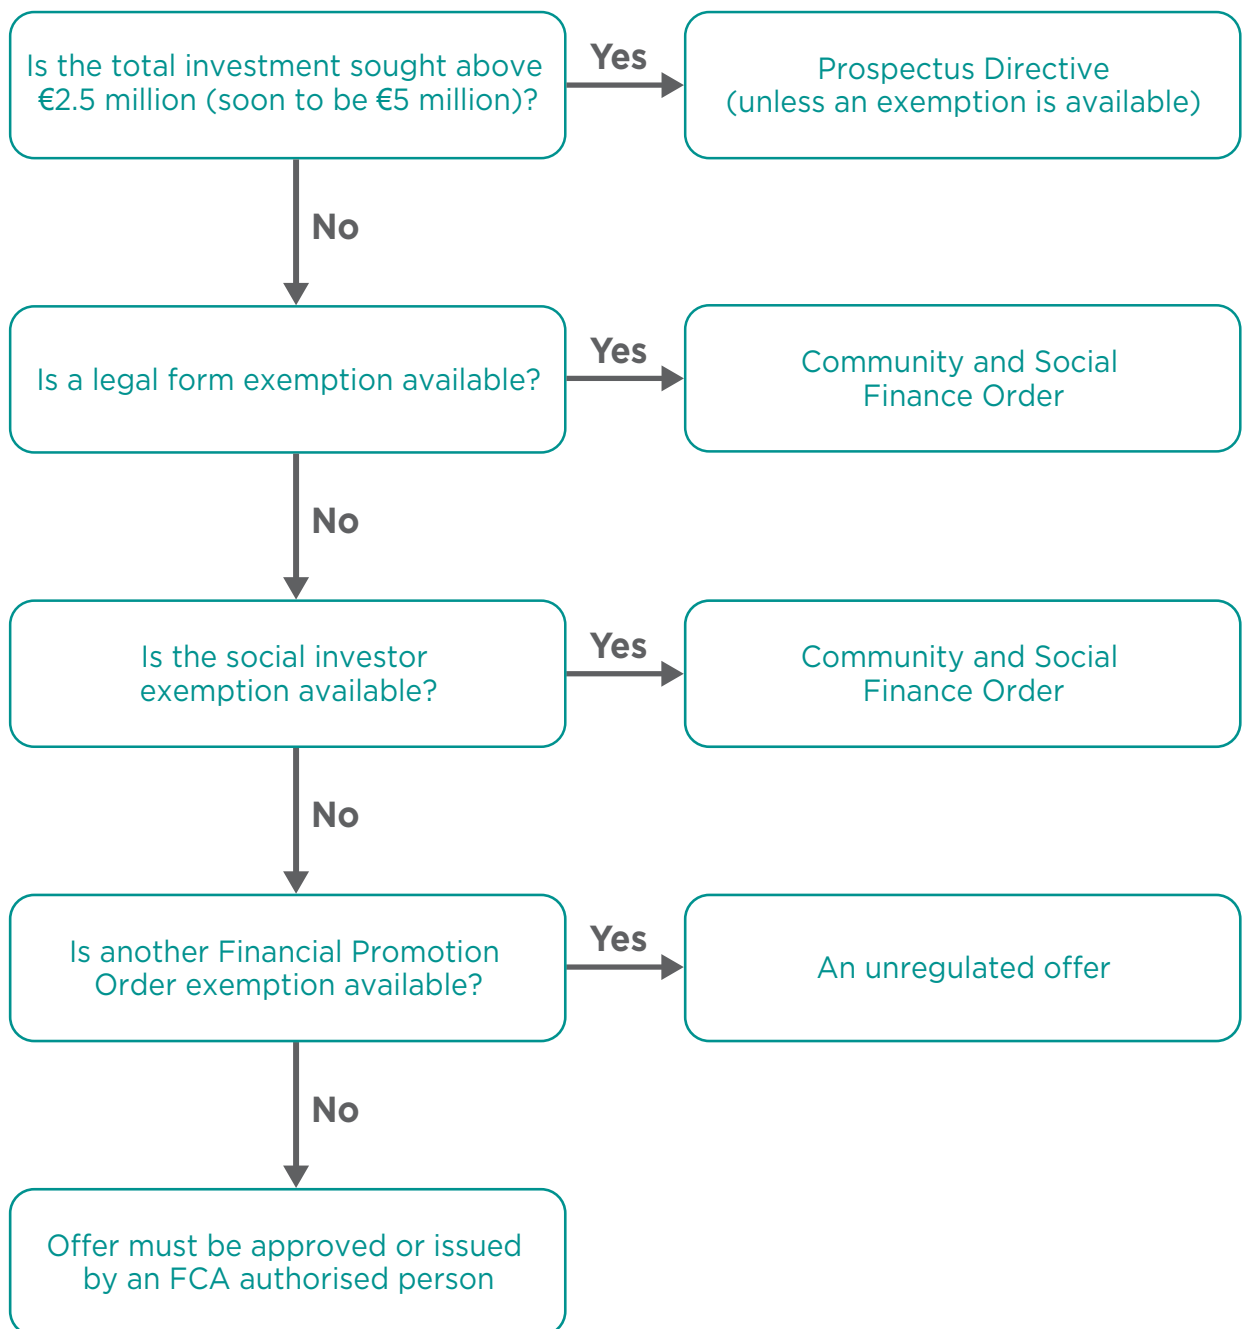 Is the total investment sought above
€2.5 million (soon to be €5 million)?
Yes
Prospectus Directive
(unless an exemption is available)
No
Is a legal form exemption available?
Yes
Community and Social
Finance Order
No
Is the social investor
exemption available?
Yes
Community and Social
Finance Order
No
Is another Financial Promotion
Order exemption available?
Yes
An unregulated offer
No
Offer must be approved or issued
by an FCA authorised person